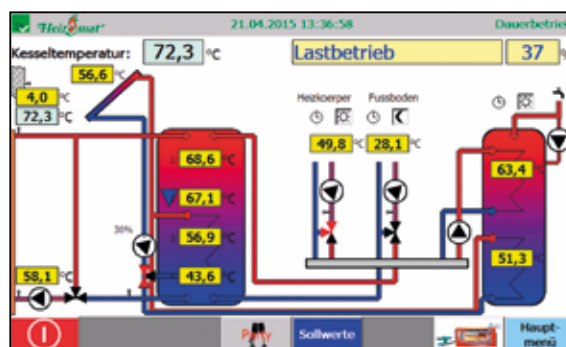 Heizomat 21.04.2015 13:36:58 Dauerbetrieb
Kesseltemperatur: 72,3 °C Lastbetrieb 37 %
56,6 °C
4,0 °C
72,3 °C
Heizkoerper Fussboden
49,8 °C 28,1 °C
68,6 °C
67,1 °C
56,9 °C
43,6 °C
30%
63,4 °C
51,3 °C
58,1 °C
Party Sollwerte Haupt-
menü